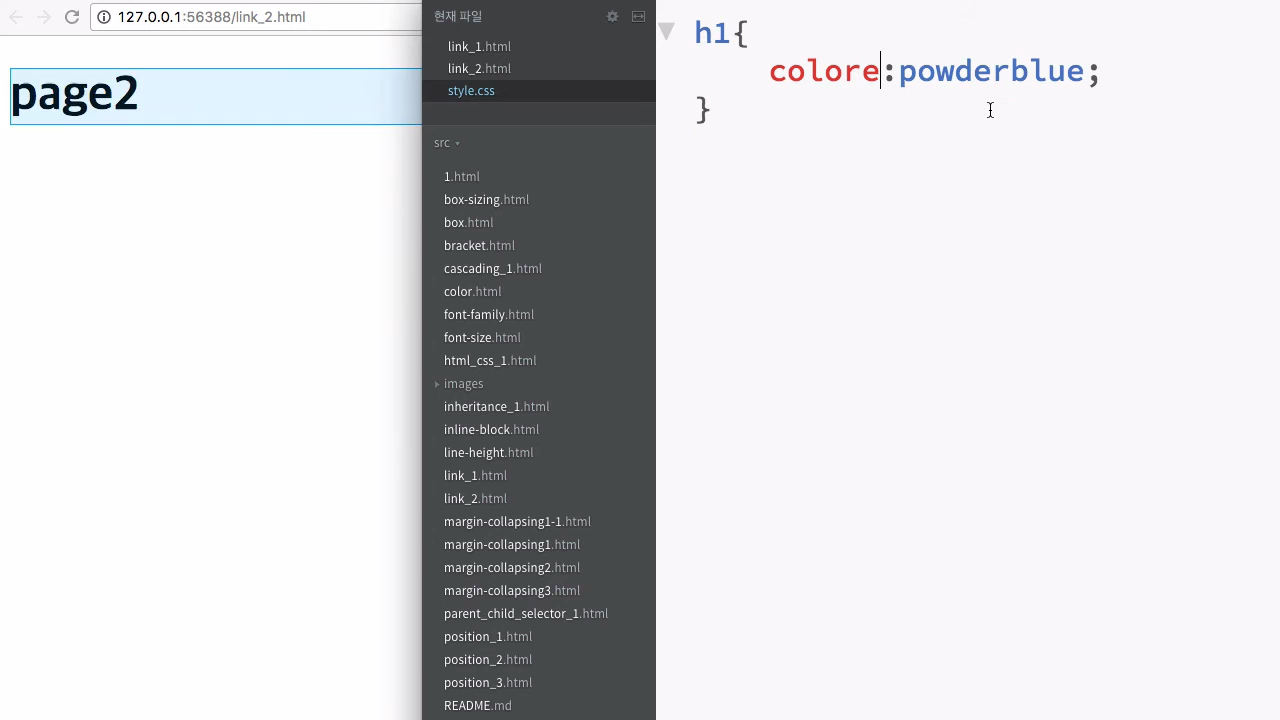 127.0.0.1:56388/link_2.html
page2
현재 파일
link_1.html
link_2.html
style.css
src
1.html
box-sizing.html
box.html
bracket.html
cascading_1.html
color.html
font-family.html
font-size.html
html_css_1.html
images
inheritance_1.html
inline-block.html
line-height.html
link_1.html
link_2.html
margin-collapsing1-1.html
margin-collapsing1.html
margin-collapsing2.html
margin-collapsing3.html
parent_child_selector_1.html
position_1.html
position_2.html
position_3.html
README.md
h1{
colore:powderblue;
}